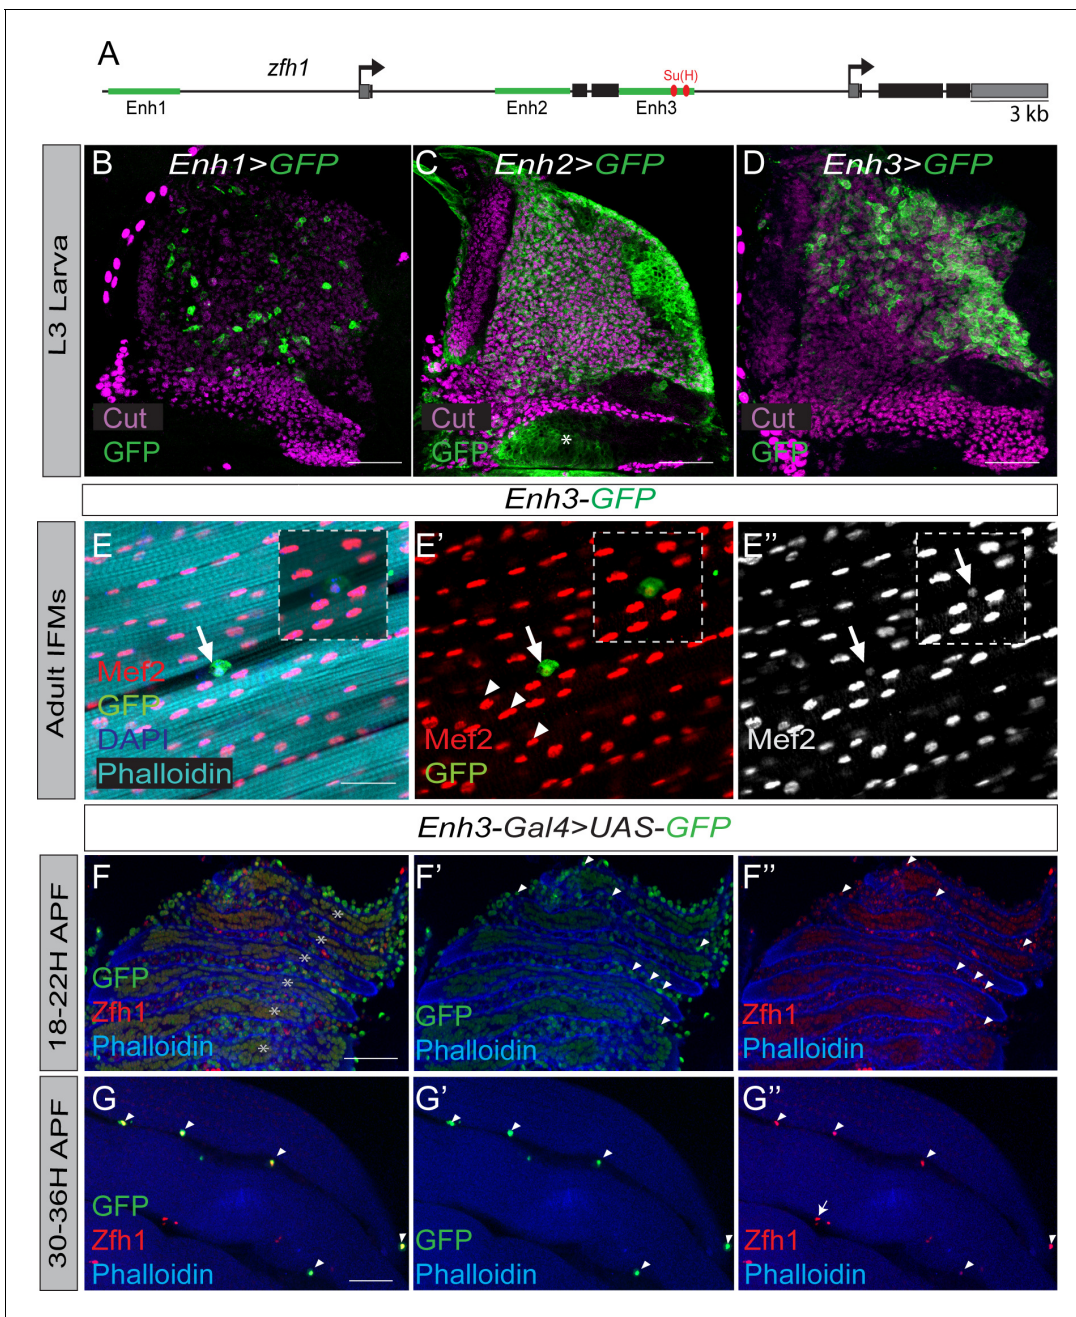 A
zfh1
Su(H)
Enh1
Enh2
Enh3
3 kb
L3 Larva
B
Enh1>GFP
Cut
GFP
C
Enh2>GFP
Cut
GFP
*
D
Enh3>GFP
Cut
GFP
Enh3-GFP
Adult IFMs
E
Mef2
GFP
DAPI
Phalloidin
E'
Mef2
GFP
E''
Mef2
Enh3-Gal4>UAS-GFP
18-22H APF
F
* * * * * *
GFP
Zfh1
Phalloidin
F'
GFP
Phalloidin
F''
Zfh1
Phalloidin
30-36H APF
G
GFP
Zfh1
Phalloidin
G'
GFP
Phalloidin
G''
Zfh1
Phalloidin